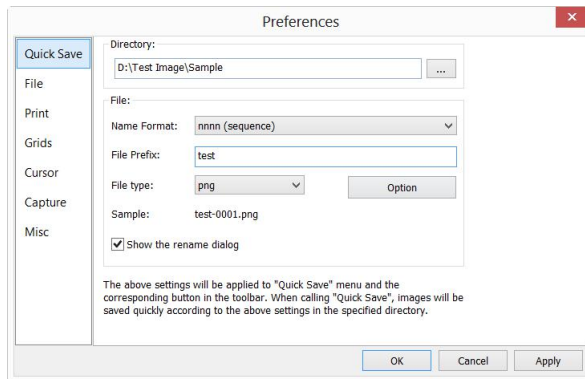 Preferences
Quick Save
File
Print
Grids
Cursor
Capture
Misc
Directory:
D:\Test Image\Sample
...
File:
Name Format:
nnnn (sequence)
File Prefix:
test
File type:
png
Option
Sample:
test-0001.png
Show the rename dialog
The above settings will be applied to "Quick Save" menu and the
corresponding button in the toolbar. When calling "Quick Save", images will be
saved quickly according to the above settings in the specified directory.
OK
Cancel
Apply